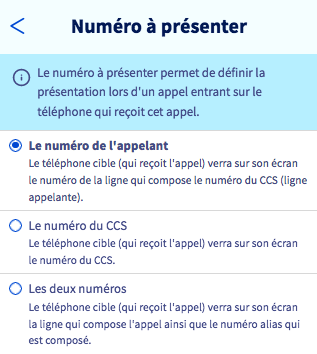 Numéro à présenter
Le numéro à présenter permet de définir la
présentation lors d'un appel entrant sur le
téléphone qui reçoit cet appel.
Le numéro de l'appelant
Le téléphone cible (qui reçoit l'appel) verra sur son écran
le numéro de la ligne qui compose le numéro du CCS (ligne
appelante).
Le numéro du CCS
Le téléphone cible (qui reçoit l'appel) verra sur son écran
le numéro du CCS.
Les deux numéros
Le téléphone cible (qui reçoit l'appel) verra sur son écran
la ligne qui compose l'appel ainsi que le numéro alias qui
est composé.